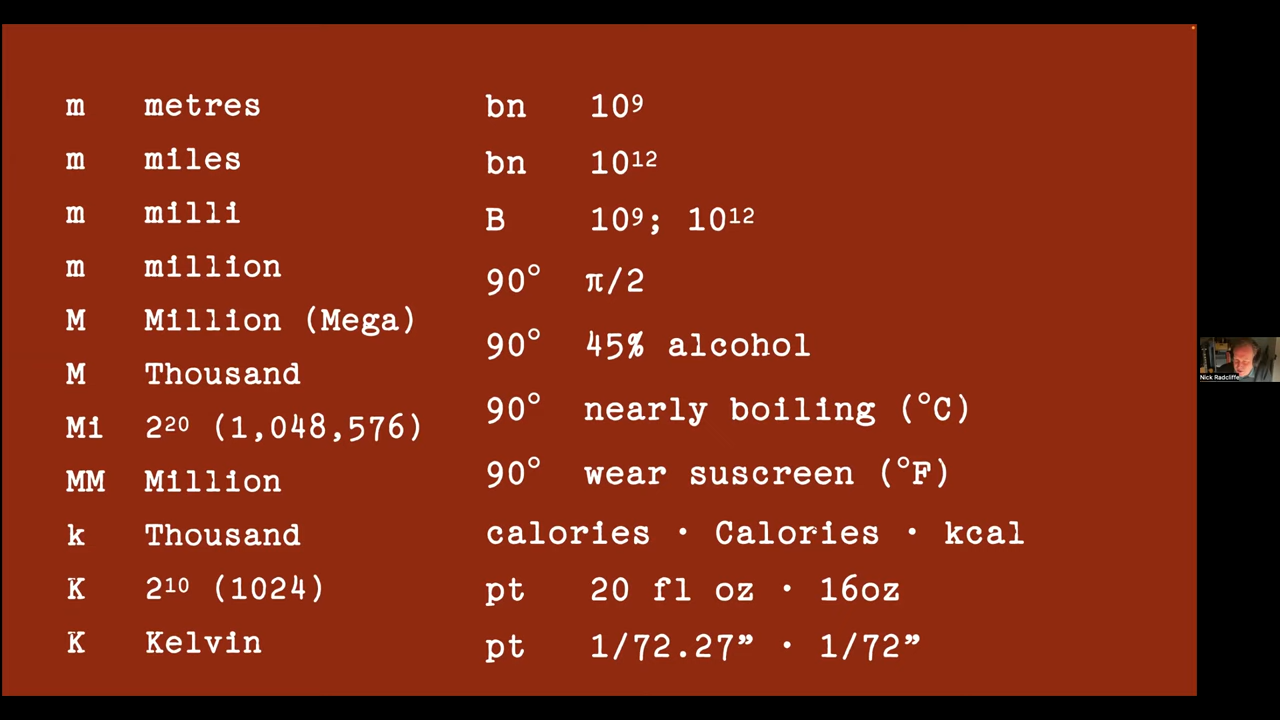 m metres
m miles
m milli
m million
M Million (Mega)
M Thousand
Mi 2²⁰ (1,048,576)
MM Million
k Thousand
K 2¹⁰ (1024)
K Kelvin
bn 10⁹
bn 10¹²
B 10⁹; 10¹²
90° π/2
90° 45% alcohol
90° nearly boiling (°C)
90° wear suscreen (°F)
calories · Calories · kcal
pt 20 fl oz · 16oz
pt 1/72.27” · 1/72”
Nick Radcliffe